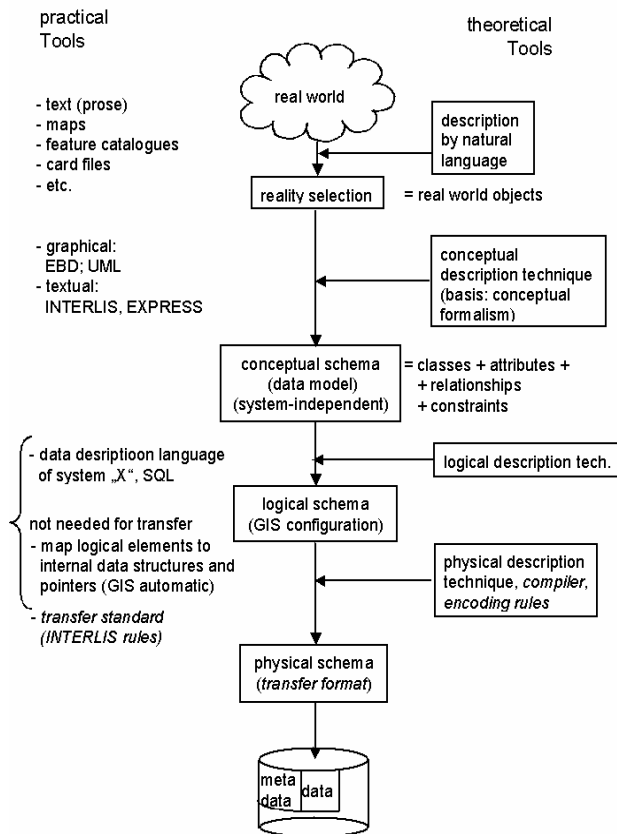 practical
Tools
theoretical
Tools
real world
- text (prose)
- maps
- feature catalogues
- card files
- etc.
description
by natural
language
reality selection
= real world objects
- graphical:
EBD; UML
- textual:
INTERLIS, EXPRESS
conceptual
description technique
(basis: conceptual
formalism)
conceptual schema
(data model)
(system-independent)
= classes + attributes +
+ relationships
+ constraints
- data desriptioon language
of system „X“, SQL
logical description tech.
logical schema
(GIS configuration)
not needed for transfer
- map logical elements to
internal data structures and
pointers (GIS automatic)
physical description
technique, compiler,
encoding rules
- transfer standard
(INTERLIS rules)
physical schema
(transfer format)
meta
data
data